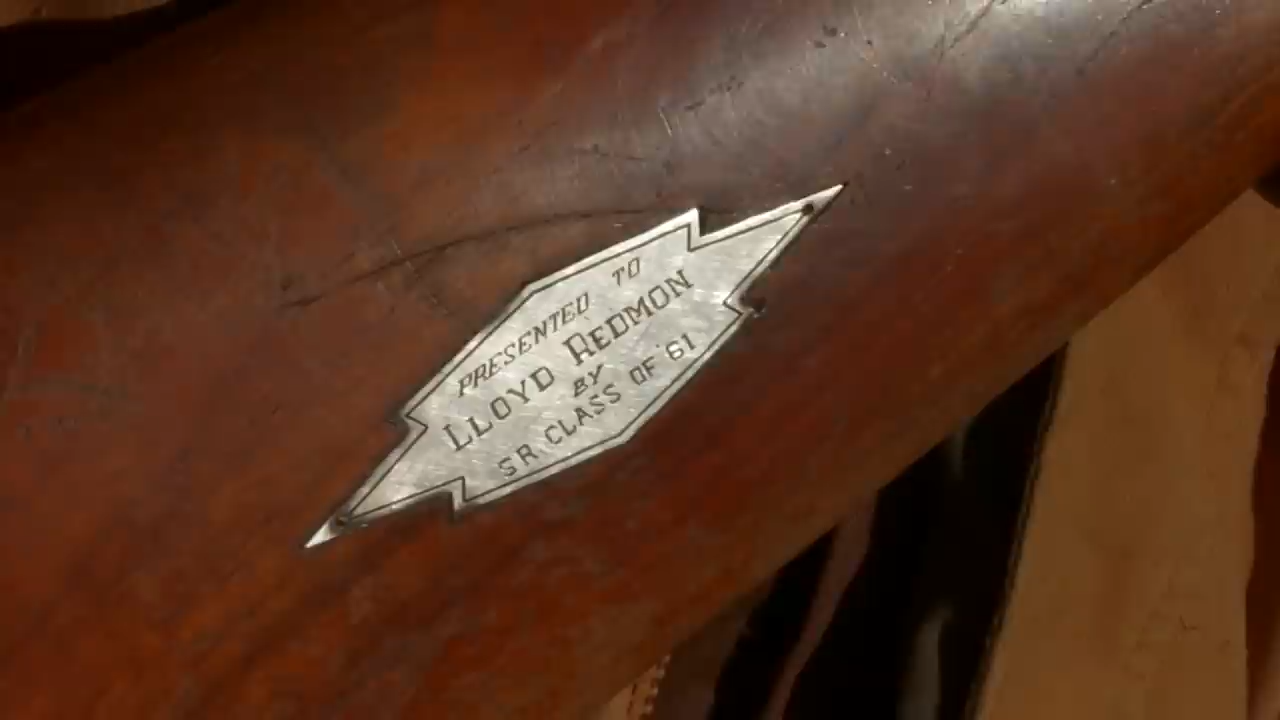 PRESENTED TO
LLOYD REDMON
BY
SR CLASS OF '61